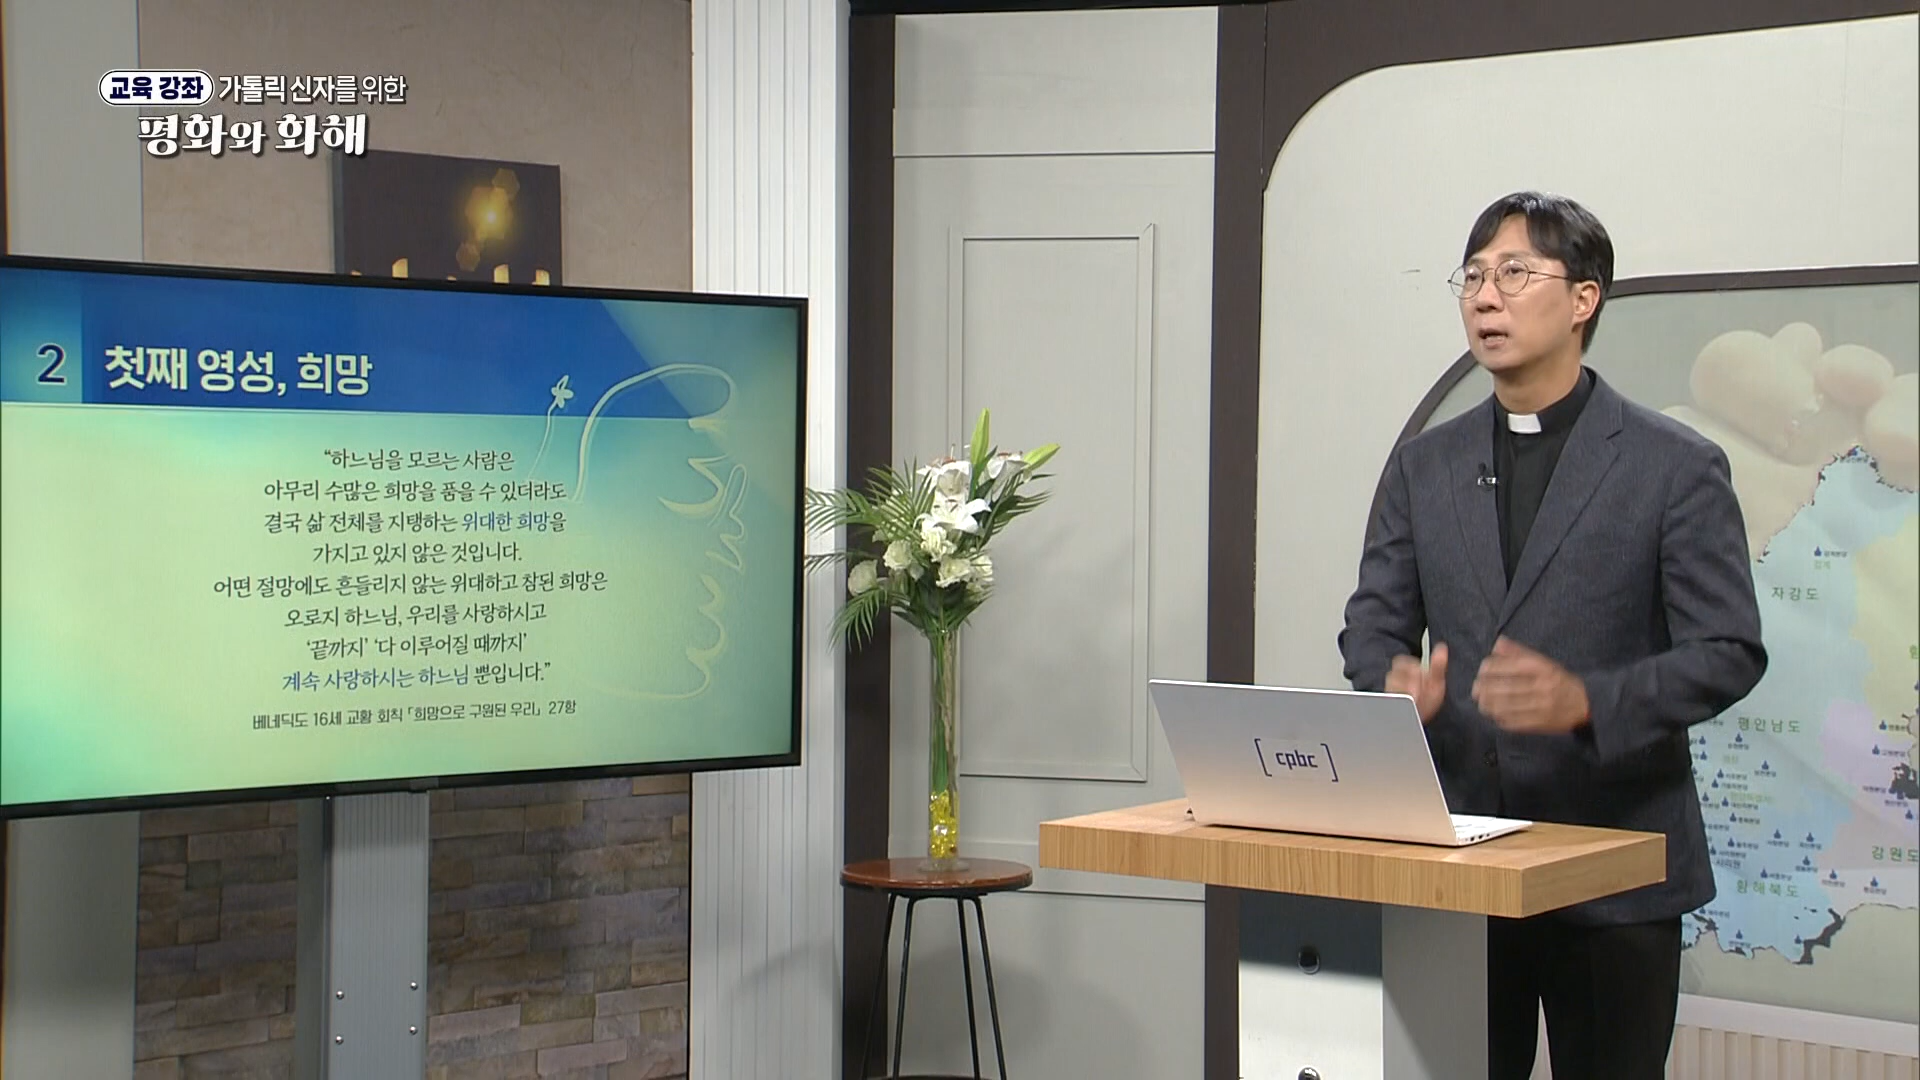 교육 강좌 가톨릭 신자를 위한
평화와 화해
2 첫째 영성, 희망
“하느님을 모르는 사람은
아무리 수많은 희망을 품을 수 있더라도
결국 삶 전체를 지탱하는 위대한 희망을
가지고 있지 않은 것입니다.
어떤 절망에도 흔들리지 않는 위대하고 참된 희망은
오로지 하느님, 우리를 사랑하시고
‘끝까지’ ‘다 이루어질 때까지’
계속 사랑하시는 하느님 뿐입니다.”
베네딕도 16세 교황 회칙 「희망으로 구원된 우리」 27항
[cpbc]
자강도
평안남도
강원도
황해북도